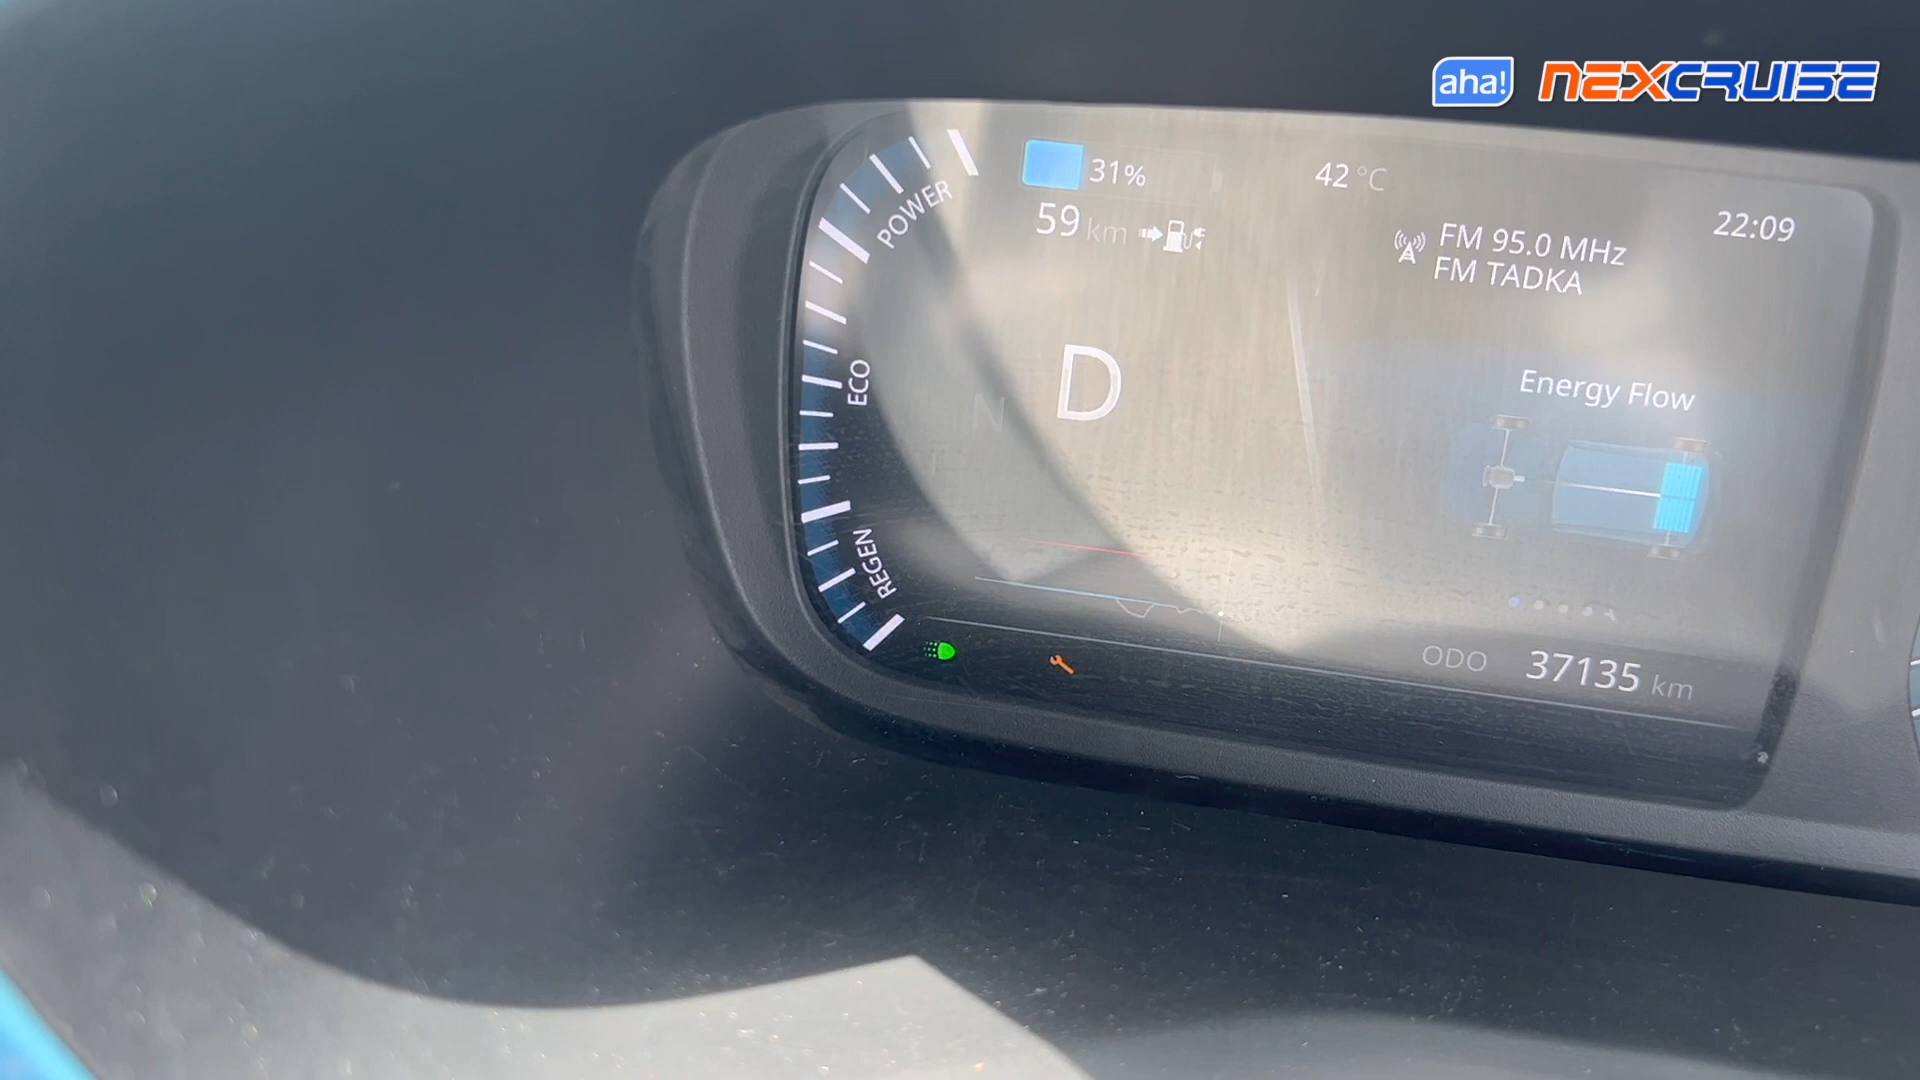 aha! NEXCRUISE
31%
42 °C
59 km
22:09
FM 95.0 MHz
FM TADKA
POWER
ECO
REGEN
N D
Energy Flow
ODO 37135 km